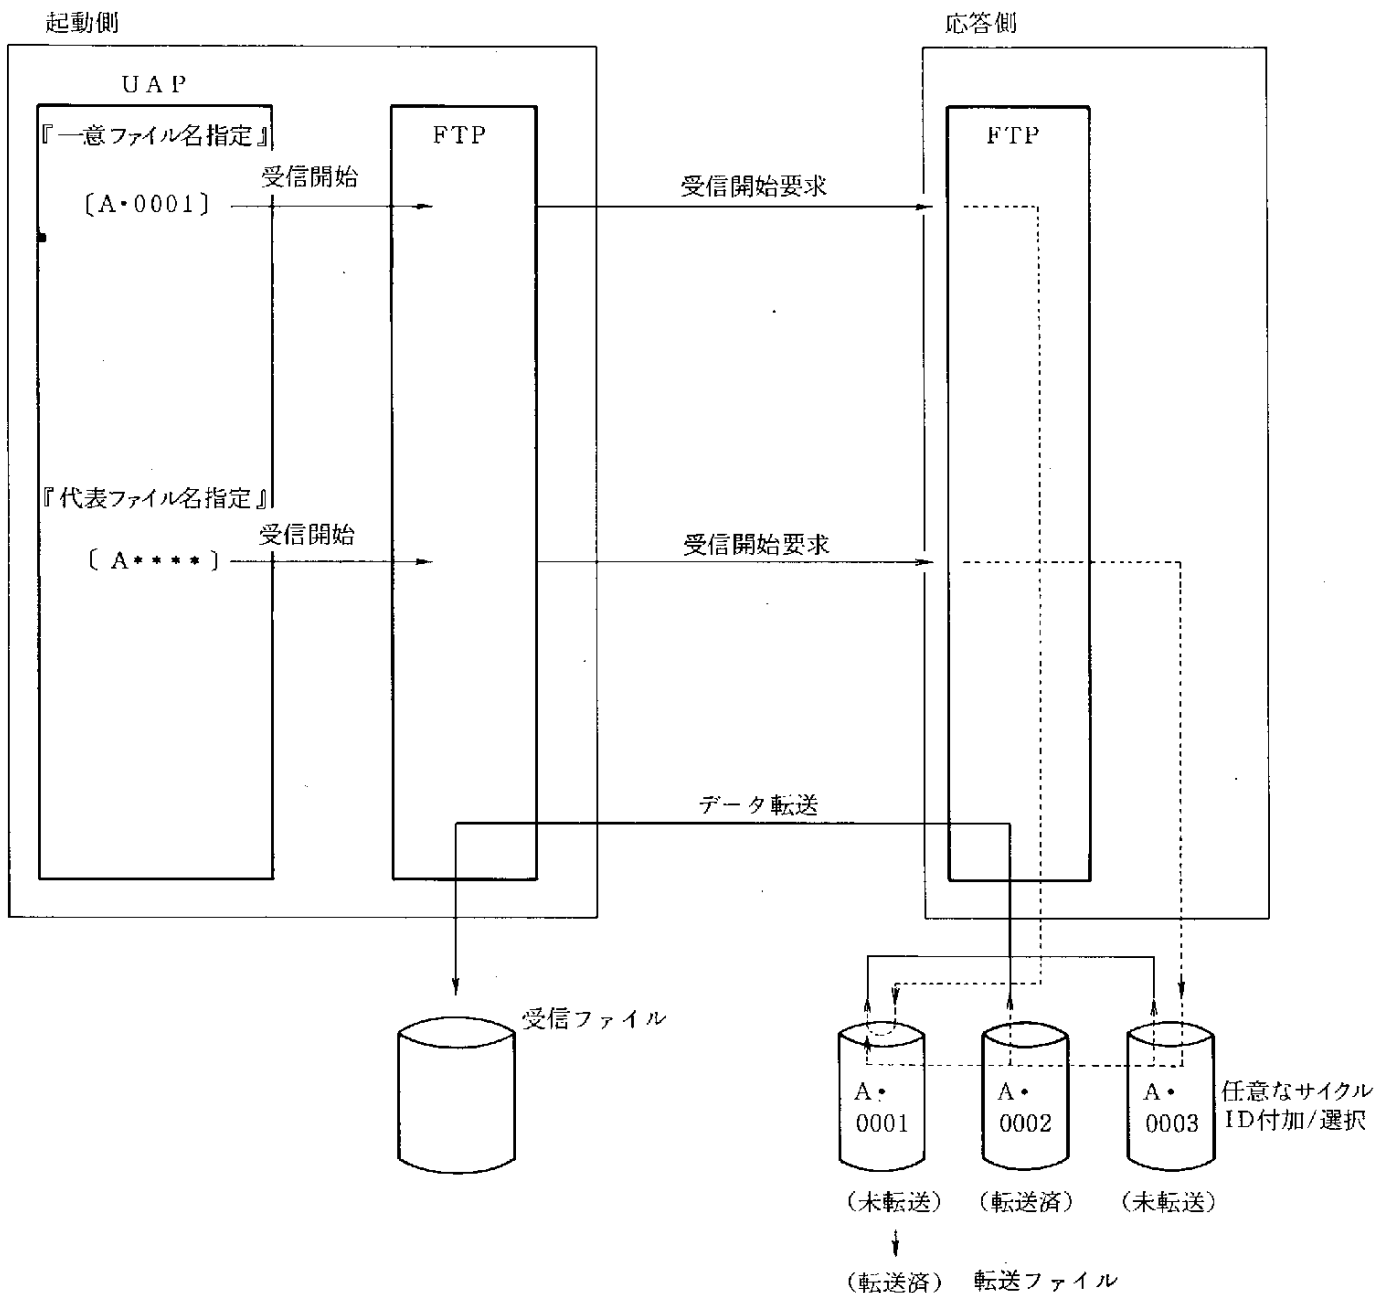 起動側
応答側
UAP
『一意ファイル名指定』
FTP
FTP
受信開始
受信開始要求
〔A・0001〕
『代表ファイル名指定』
受信開始
受信開始要求
〔A****〕
データ転送
受信ファイル
A・
0001
A・
0002
A・
0003
任意なサイクル
ID付加/選択
(未転送)
(転送済)
(未転送)
(転送済)
転送ファイル